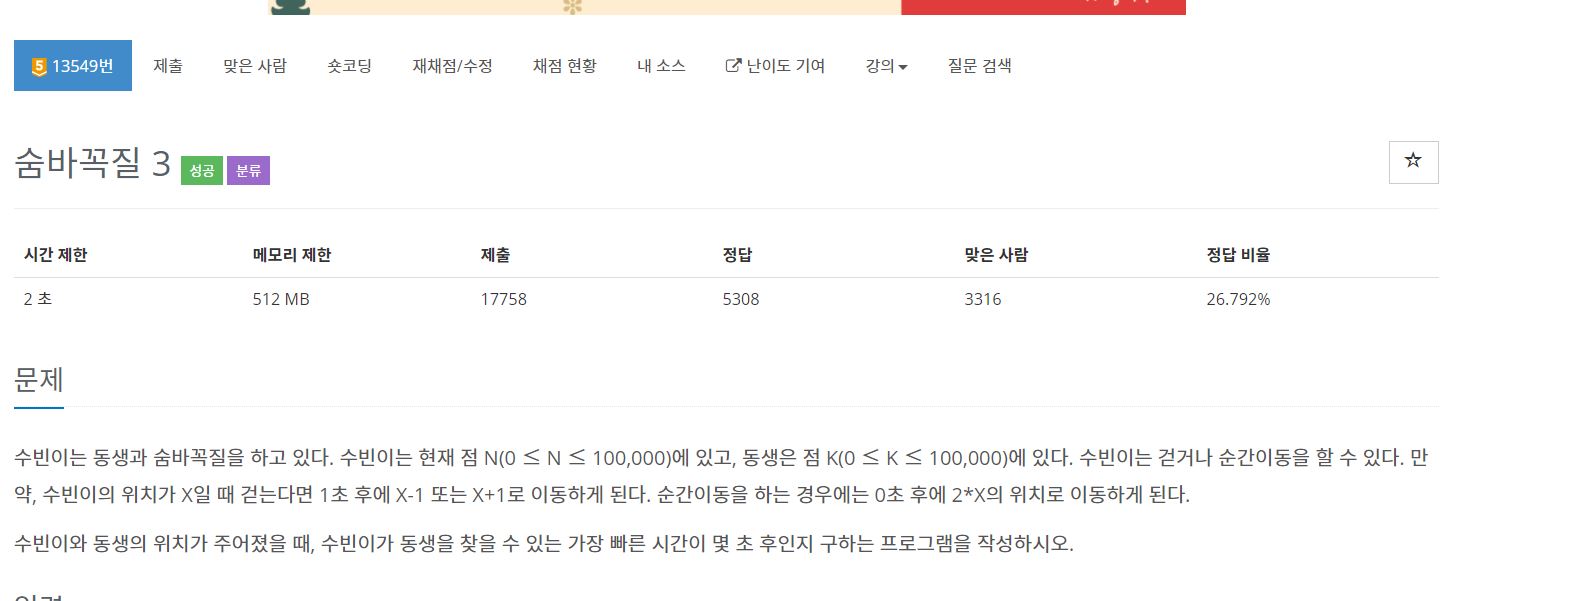 5 13549번 제출 맞은 사람 숏코딩 재채점/수정 채점 현황 내 소스 난이도 기여 강의 질문 검색
숨바꼭질 3 성공 분류
시간 제한 메모리 제한 제출 정답 맞은 사람 정답 비율
2 초 512 MB 17758 5308 3316 26.792%
문제
수빈이는 동생과 숨바꼭질을 하고 있다. 수빈이는 현재 점 N(0 ≤ N ≤ 100,000)에 있고, 동생은 점 K(0 ≤ K ≤ 100,000)에 있다. 수빈이는 걷거나 순간이동을 할 수 있다. 만
약, 수빈이의 위치가 X일 때 걷는다면 1초 후에 X-1 또는 X+1로 이동하게 된다. 순간이동을 하는 경우에는 0초 후에 2*X의 위치로 이동하게 된다.
수빈이와 동생의 위치가 주어졌을 때, 수빈이가 동생을 찾을 수 있는 가장 빠른 시간이 몇 초 후인지 구하는 프로그램을 작성하시오.